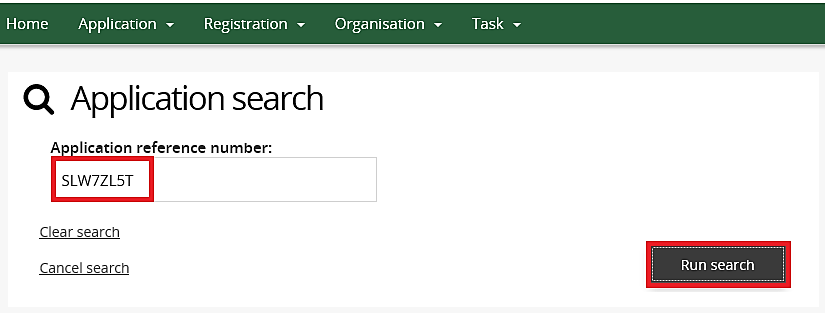 Home Application Registration Organisation Task
Application search
Application reference number:
SLW7ZL5T
Clear search
Cancel search
Run search